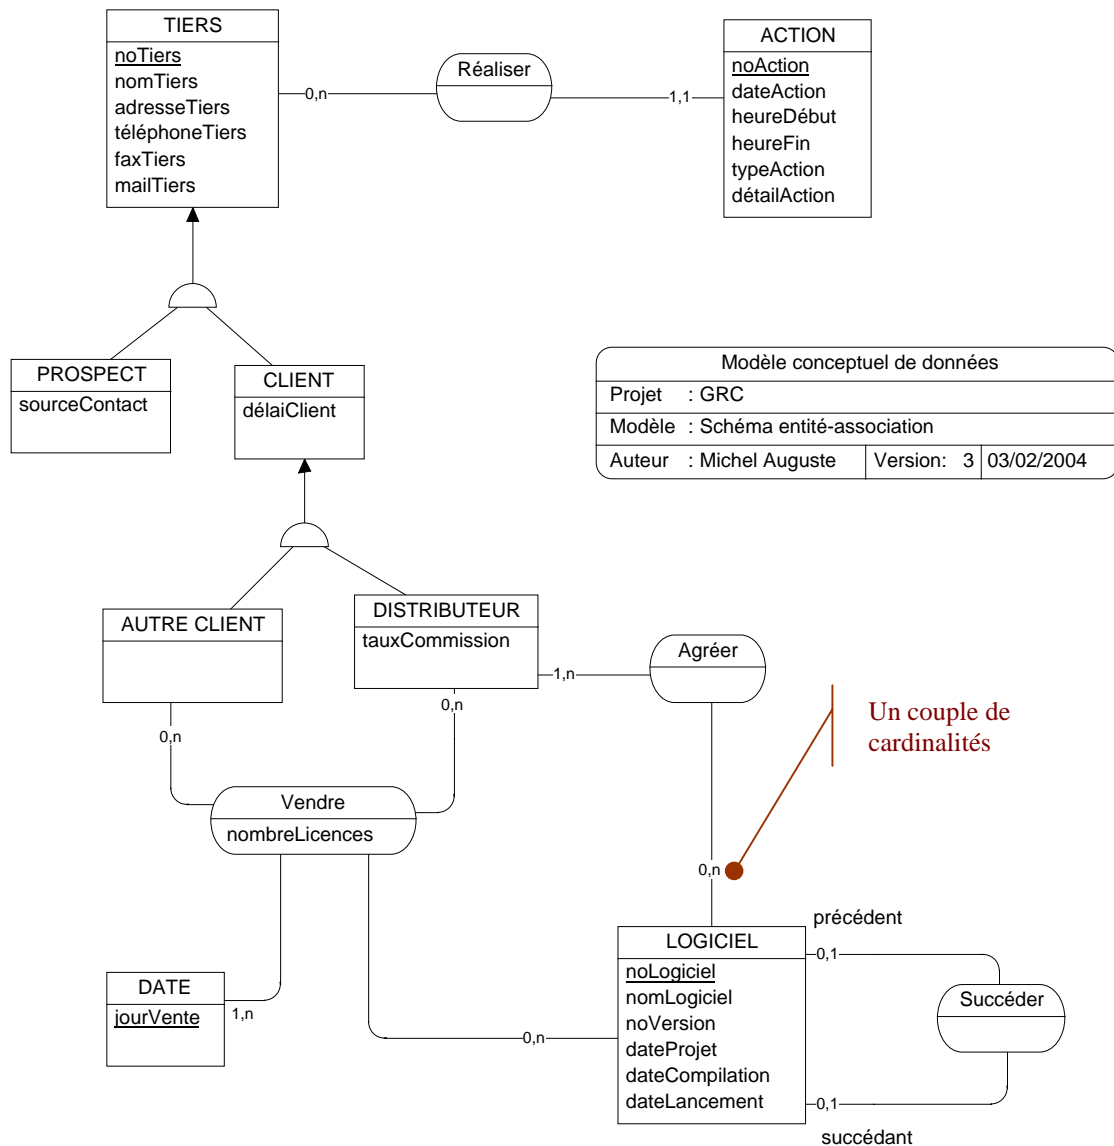 TIERS
noTiers
nomTiers
adresseTiers
téléphoneTiers
faxTiers
mailTiers
0,n
Réaliser
1,1
ACTION
noAction
dateAction
heureDébut
heureFin
typeAction
détailAction
PROSPECT
sourceContact
CLIENT
délaiClient
Modèle conceptuel de données
Projet : GRC
Modèle : Schéma entité-association
Auteur : Michel Auguste Version: 3 03/02/2004
AUTRE CLIENT
DISTRIBUTEUR
tauxCommission
1,n
Agréer
0,n
0,n
Un couple de
cardinalités
Vendre
nombreLicences
0,n
précédent
LOGICIEL
noLogiciel
nomLogiciel
noVersion
dateProjet
dateCompilation
dateLancement
0,1
Succéder
0,1
succédant
DATE
jourVente
1,n
0,n